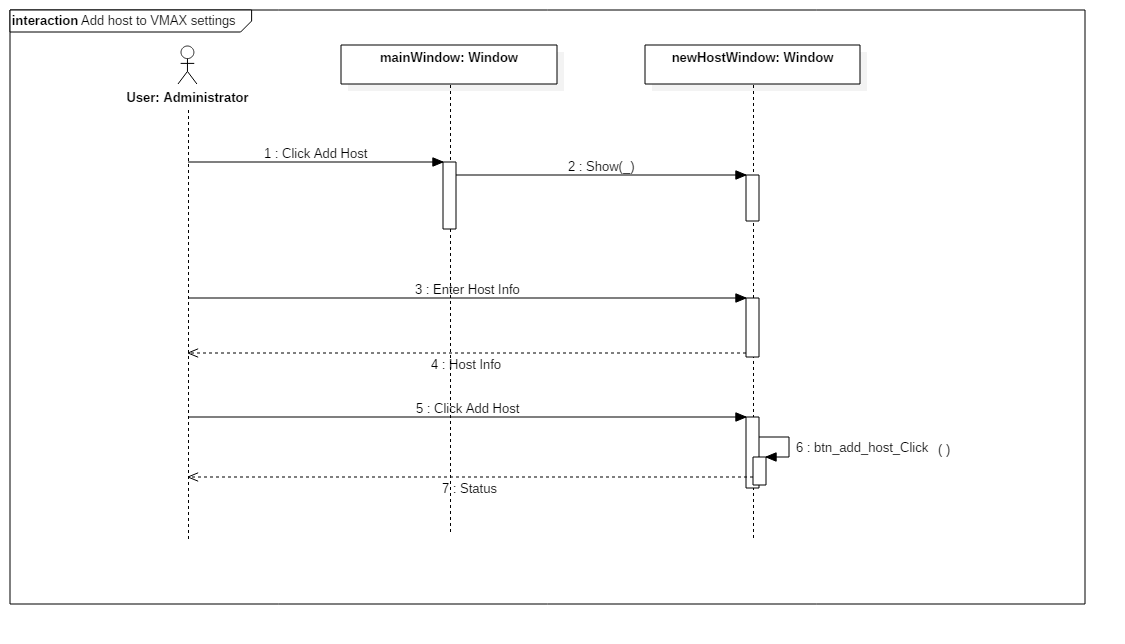 interaction Add host to VMAX settings
mainWindow: Window
newHostWindow: Window
User: Administrator
1 : Click Add Host
2 : Show(_)
3 : Enter Host Info
4 : Host Info
5 : Click Add Host
6 : btn_add_host_Click ( )
7 : Status